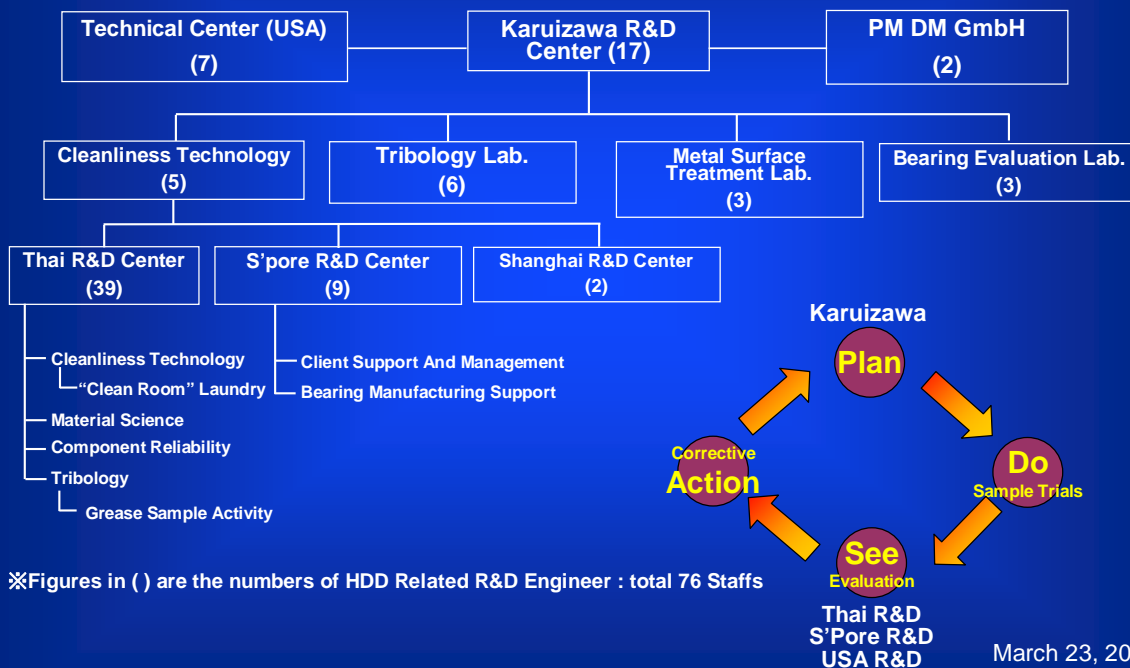 Technical Center (USA)
(7)
Karuizawa R&D
Center (17)
PM DM GmbH
(2)
Cleanliness Technology
(5)
Tribology Lab.
(6)
Metal Surface
Treatment Lab.
(3)
Bearing Evaluation Lab.
(3)
Thai R&D Center
(39)
S’pore R&D Center
(9)
Shanghai R&D Center
(2)
Cleanliness Technology
“Clean Room” Laundry
Material Science
Component Reliability
Tribology
Grease Sample Activity
Client Support And Management
Bearing Manufacturing Support
Karuizawa
Plan
Do
Sample Trials
See
Evaluation
Thai R&D
S’Pore R&D
USA R&D
Corrective
Action
※Figures in ( ) are the numbers of HDD Related R&D Engineer : total 76 Staffs
March 23, 20